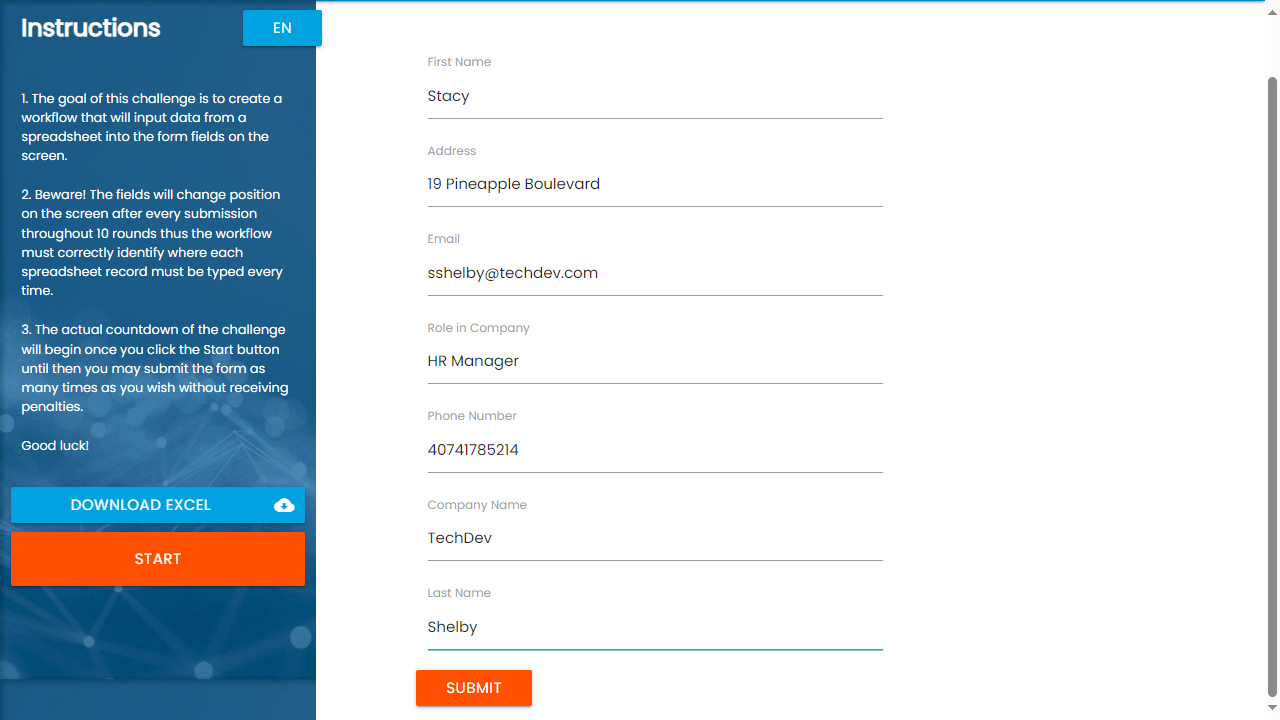 Instructions
EN
1. The goal of this challenge is to create a
workflow that will input data from a
spreadsheet into the form fields on the
screen.
2. Beware! The fields will change position
on the screen after every submission
throughout 10 rounds thus the workflow
must correctly identify where each
spreadsheet record must be typed every
time.
3. The actual countdown of the challenge
will begin once you click the Start button
until then you may submit the form as
many times as you wish without receiving
penalties.
Good luck!
DOWNLOAD EXCEL
START
First Name
Stacy
Address
19 Pineapple Boulevard
Email
sshelby@techdev.com
Role in Company
HR Manager
Phone Number
40741785214
Company Name
TechDev
Last Name
Shelby
SUBMIT